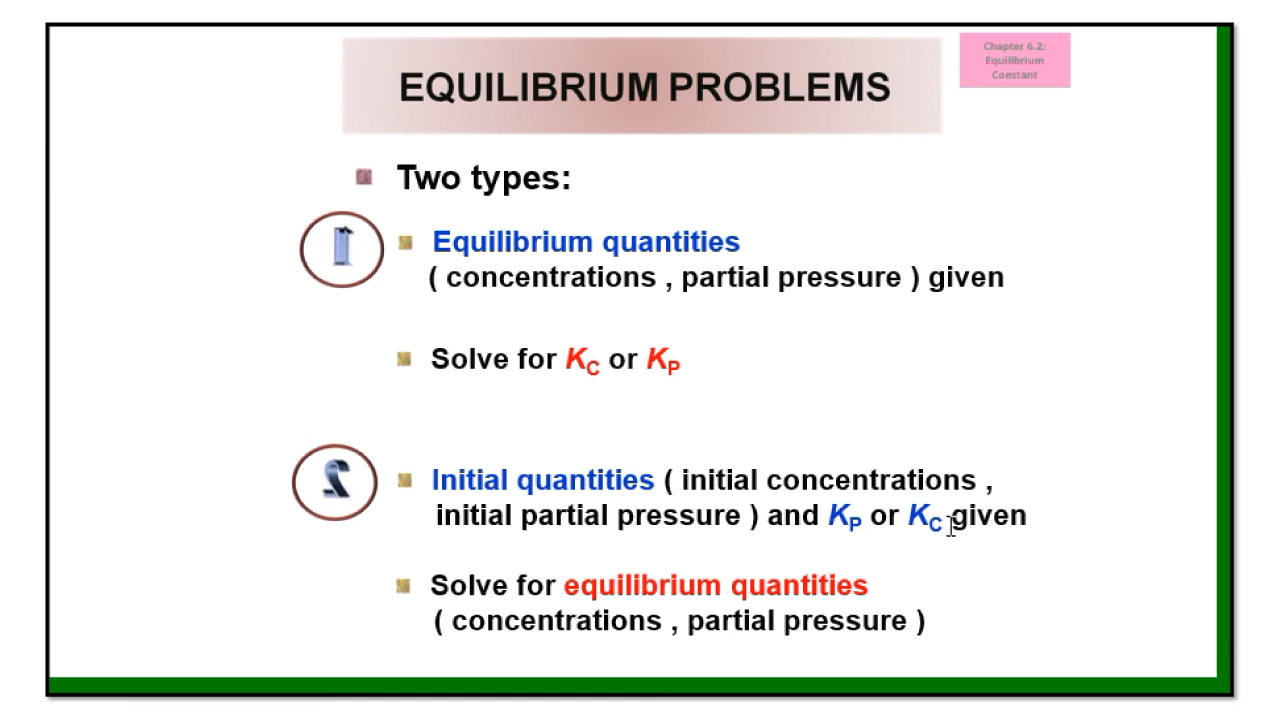 EQUILIBRIUM PROBLEMS
Chapter 6.2:
Equilibrium
Constant
Two types:
1
Equilibrium quantities
( concentrations , partial pressure ) given
Solve for KC or KP
2
Initial quantities ( initial concentrations ,
initial partial pressure ) and KP or KC given
Solve for equilibrium quantities
( concentrations , partial pressure )